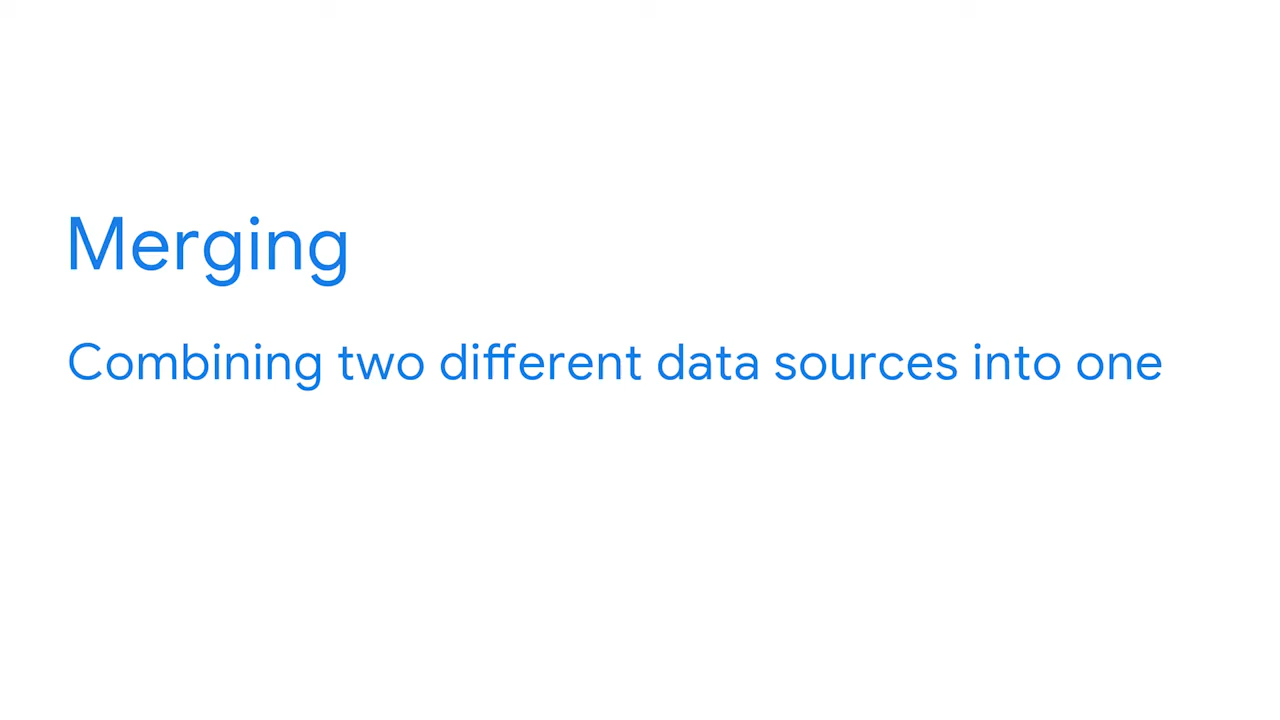 Merging
Combining two different data sources into one